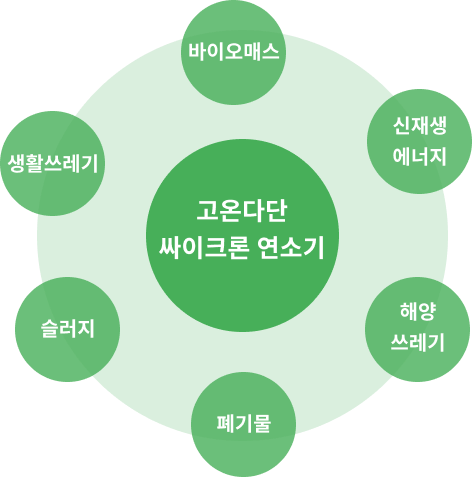 바이오매스
신재생
에너지
생활쓰레기
고온다단
싸이크론 연소기
슬러지
해양
쓰레기
폐기물